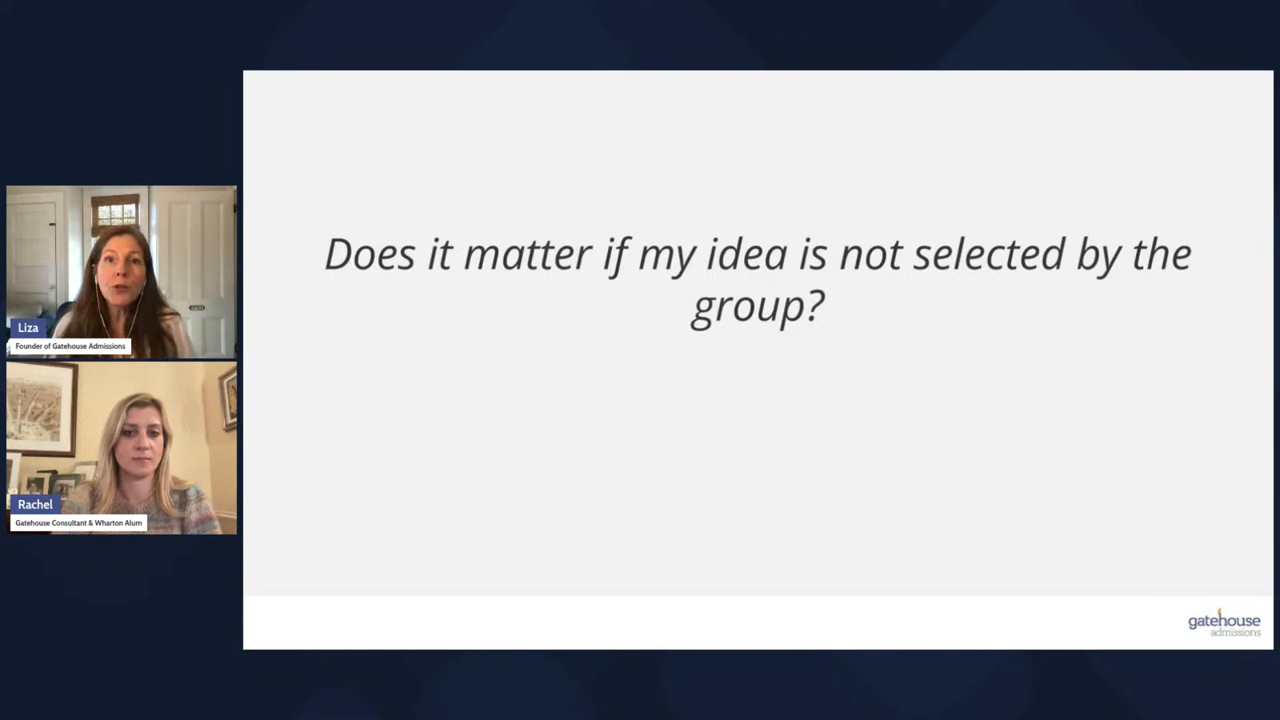 Does it matter if my idea is not selected by the
group?
Liza
Founder of Gatehouse Admissions
Rachel
Gatehouse Consultant & Wharton Alum
gatehouse
admissions